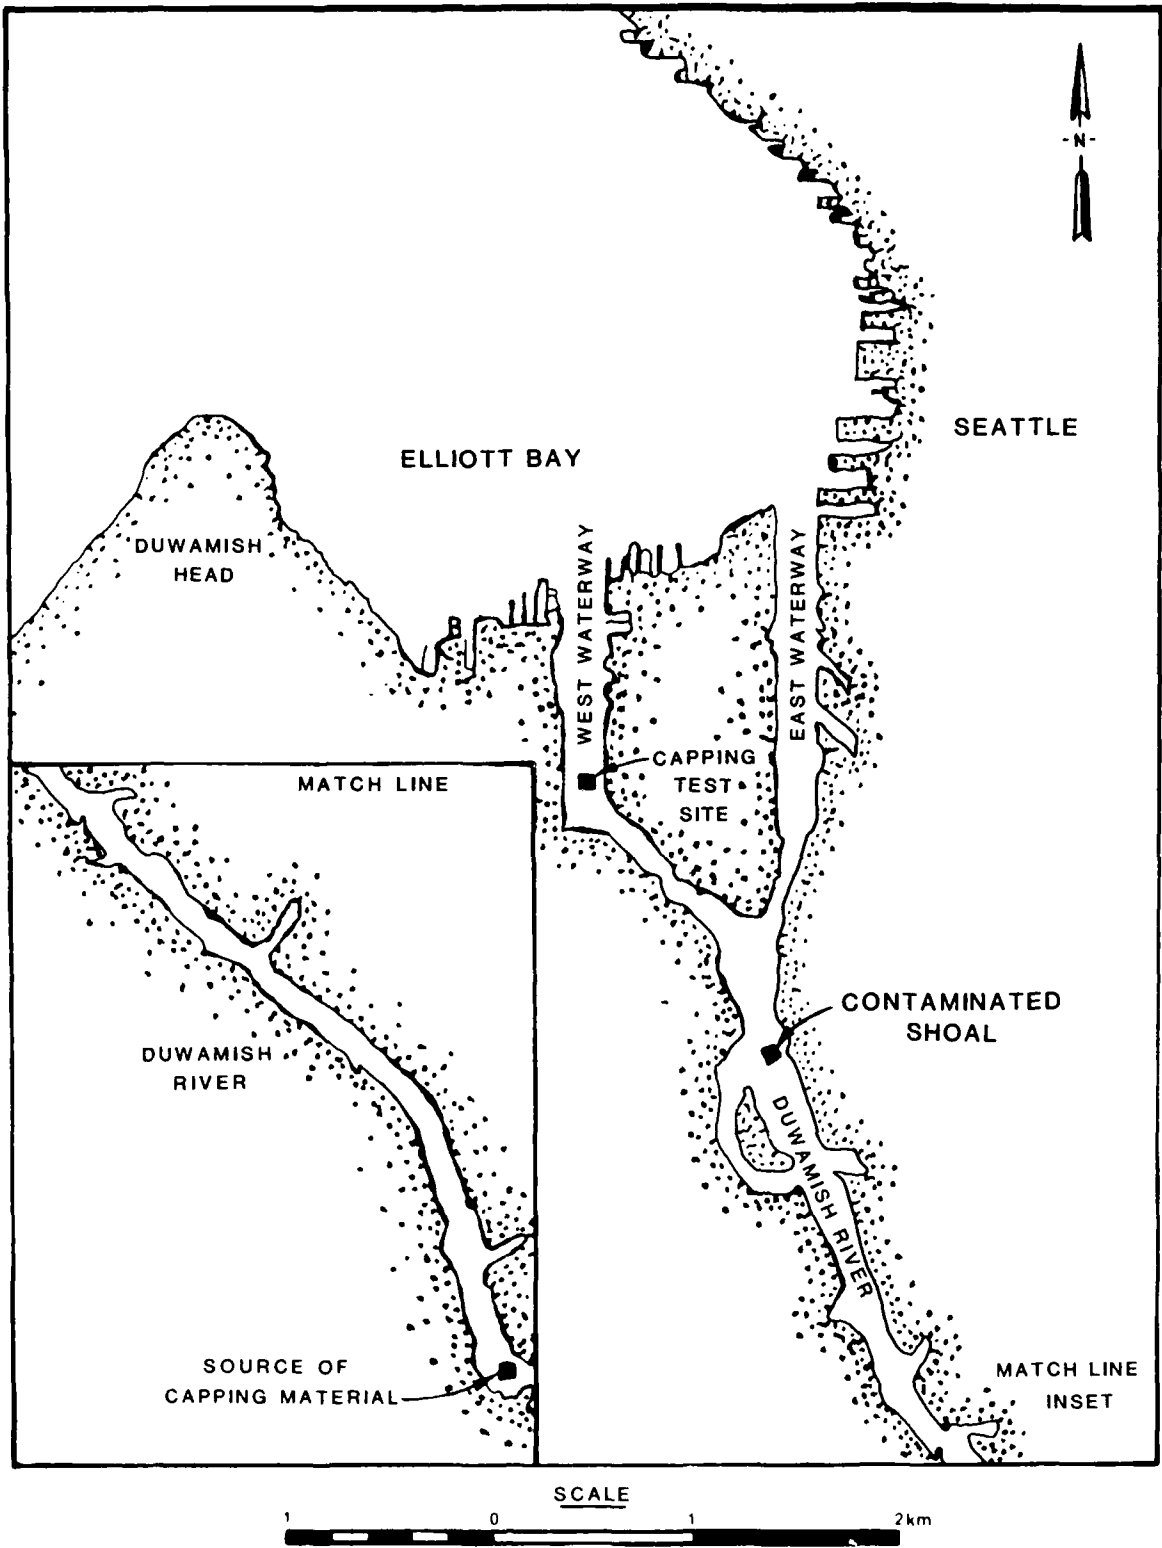 -N-
SEATTLE
ELLIOTT BAY
DUWAMISH
HEAD
WEST WATERWAY
EAST WATERWAY
CAPPING
TEST
SITE
MATCH LINE
CONTAMINATED
SHOAL
DUWAMISH
RIVER
DUWAMISH RIVER
SOURCE OF
CAPPING MATERIAL
MATCH LINE
INSET
SCALE
1 0 1 2km